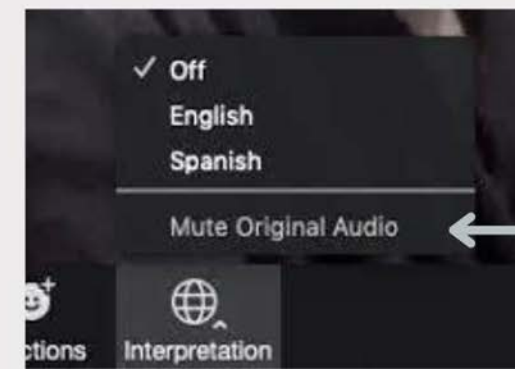 ✓ Off
English
Spanish
Mute Original Audio
ctions
Interpretation